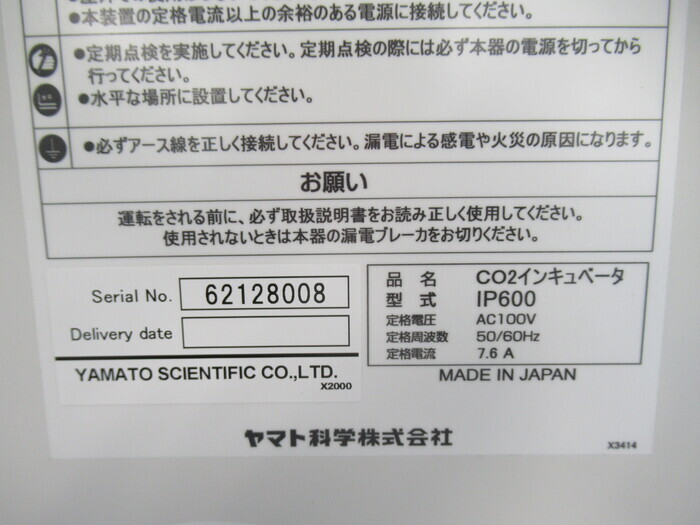 ●本装置の定格電流以上の余裕のある電源に接続してください。
●定期点検を実施してください。定期点検の際には必ず本器の電源を切ってから
行ってください。
●水平な場所に設置してください。
●必ずアース線を正しく接続してください。漏電による感電や火災の原因になります。
お願い
運転をされる前に、必ず取扱説明書をお読み正しく使用してください。
使用されないときは本器の漏電ブレーカをお切りください。
Serial No. 62128008
Delivery date
YAMATO SCIENTIFIC CO.,LTD.
X2000
品名 CO2インキュベータ
型式 IP600
定格電圧 AC100V
定格周波数 50/60Hz
定格電流 7.6 A
MADE IN JAPAN
ヤマト科学株式会社
X3414